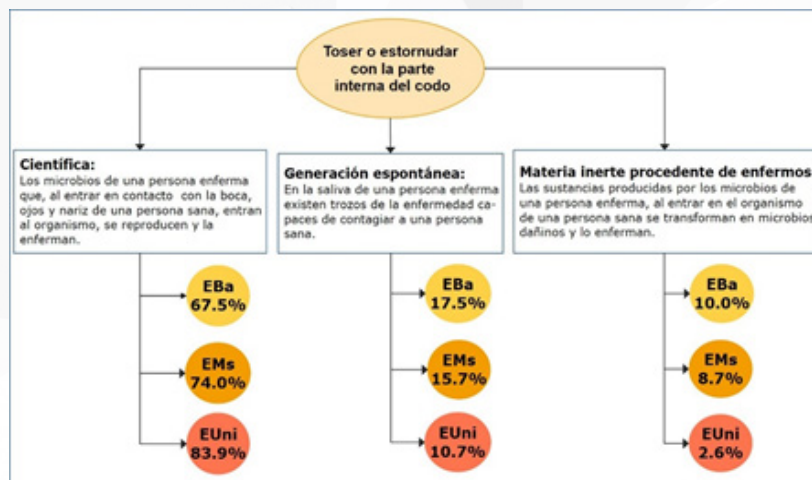 Toser o estornudar
con la parte
interna del codo
Científica:
Los microbios de una persona enferma
que, al entrar en contacto con la boca,
ojos y nariz de una persona sana, entran
al organismo, se reproducen y la
enferman.
EBa
67.5%
EMs
74.0%
EUni
83.9%
Generación espontánea:
En la saliva de una persona enferma
existen trozos de la enfermedad ca-
paces de contagiar a una persona
sana.
EBa
17.5%
EMs
15.7%
EUni
10.7%
Materia inerte procedente de enfermos
Las sustancias producidas por los microbios de
una persona enferma, al entrar en el organismo
de una persona sana se transforman en microbios
dañinos y lo enferman.
EBa
10.0%
EMs
8.7%
EUni
2.6%